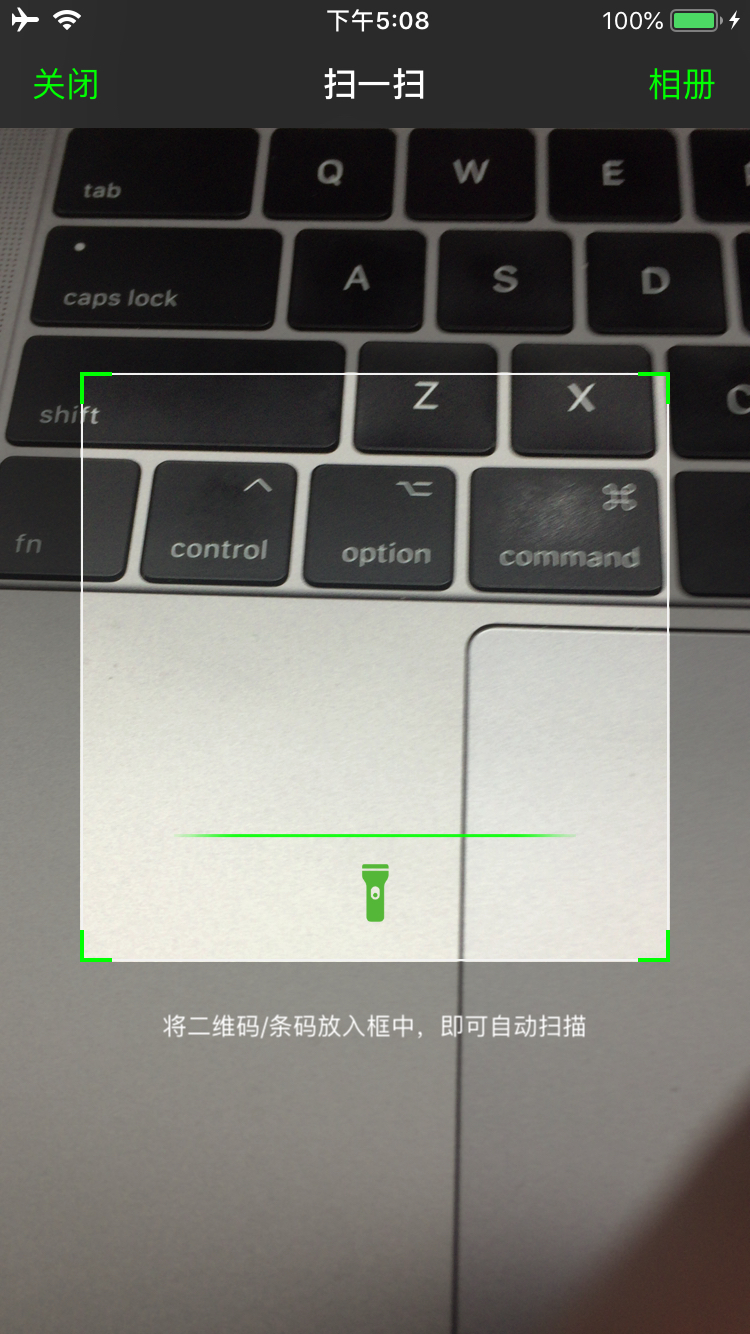 下午5:08
100%
关闭 扫一扫 相册
tab Q W E
caps lock A S D
shift Z X C
fn control option command
将二维码/条码放入框中，即可自动扫描